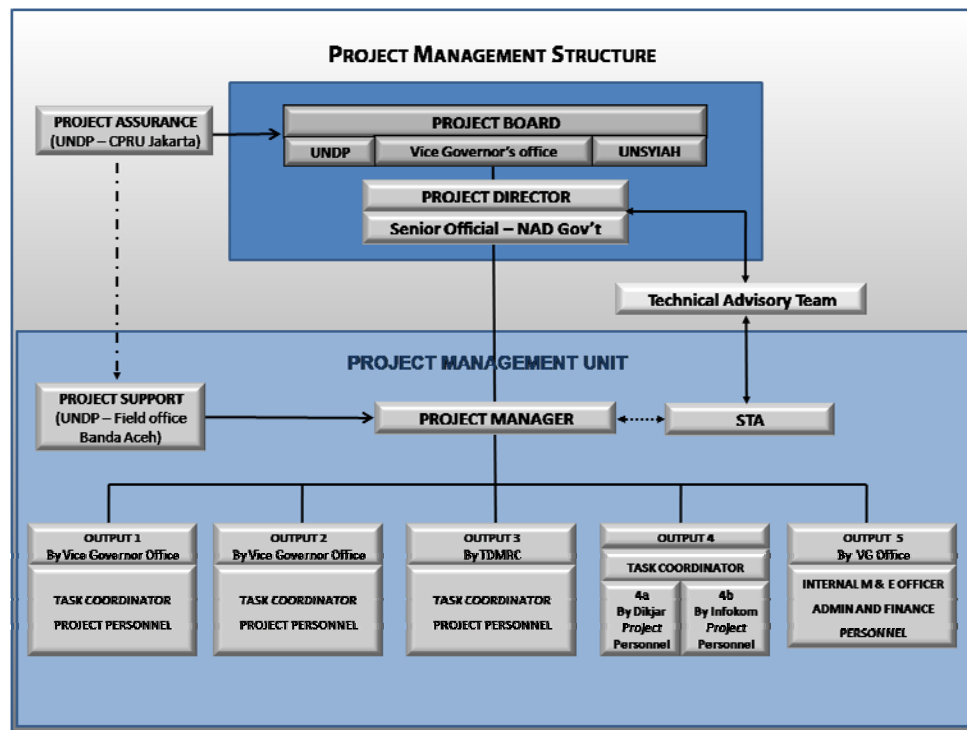 PROJECT MANAGEMENT STRUCTURE
PROJECT ASSURANCE
(UNDP – CPRU Jakarta)
PROJECT BOARD
UNDP
Vice Governor's office
UNSYIAH
PROJECT DIRECTOR
Senior Official – NAD Gov't
Technical Advisory Team
PROJECT MANAGEMENT UNIT
PROJECT SUPPORT
(UNDP – Field office
Banda Aceh)
PROJECT MANAGER
STA
OUTPUT 1
By Vice Governor Office
TASK COORDINATOR
PROJECT PERSONNEL
OUTPUT 2
By Vice Governor Office
TASK COORDINATOR
PROJECT PERSONNEL
OUTPUT 3
By TDMRC
TASK COORDINATOR
PROJECT PERSONNEL
OUTPUT 4
TASK COORDINATOR
4a
By Dikjar
Project
Personnel
4b
By Infokom
Project
Personnel
OUTPUT 5
By VG Office
INTERNAL M & E OFFICER
ADMIN AND FINANCE
PERSONNEL